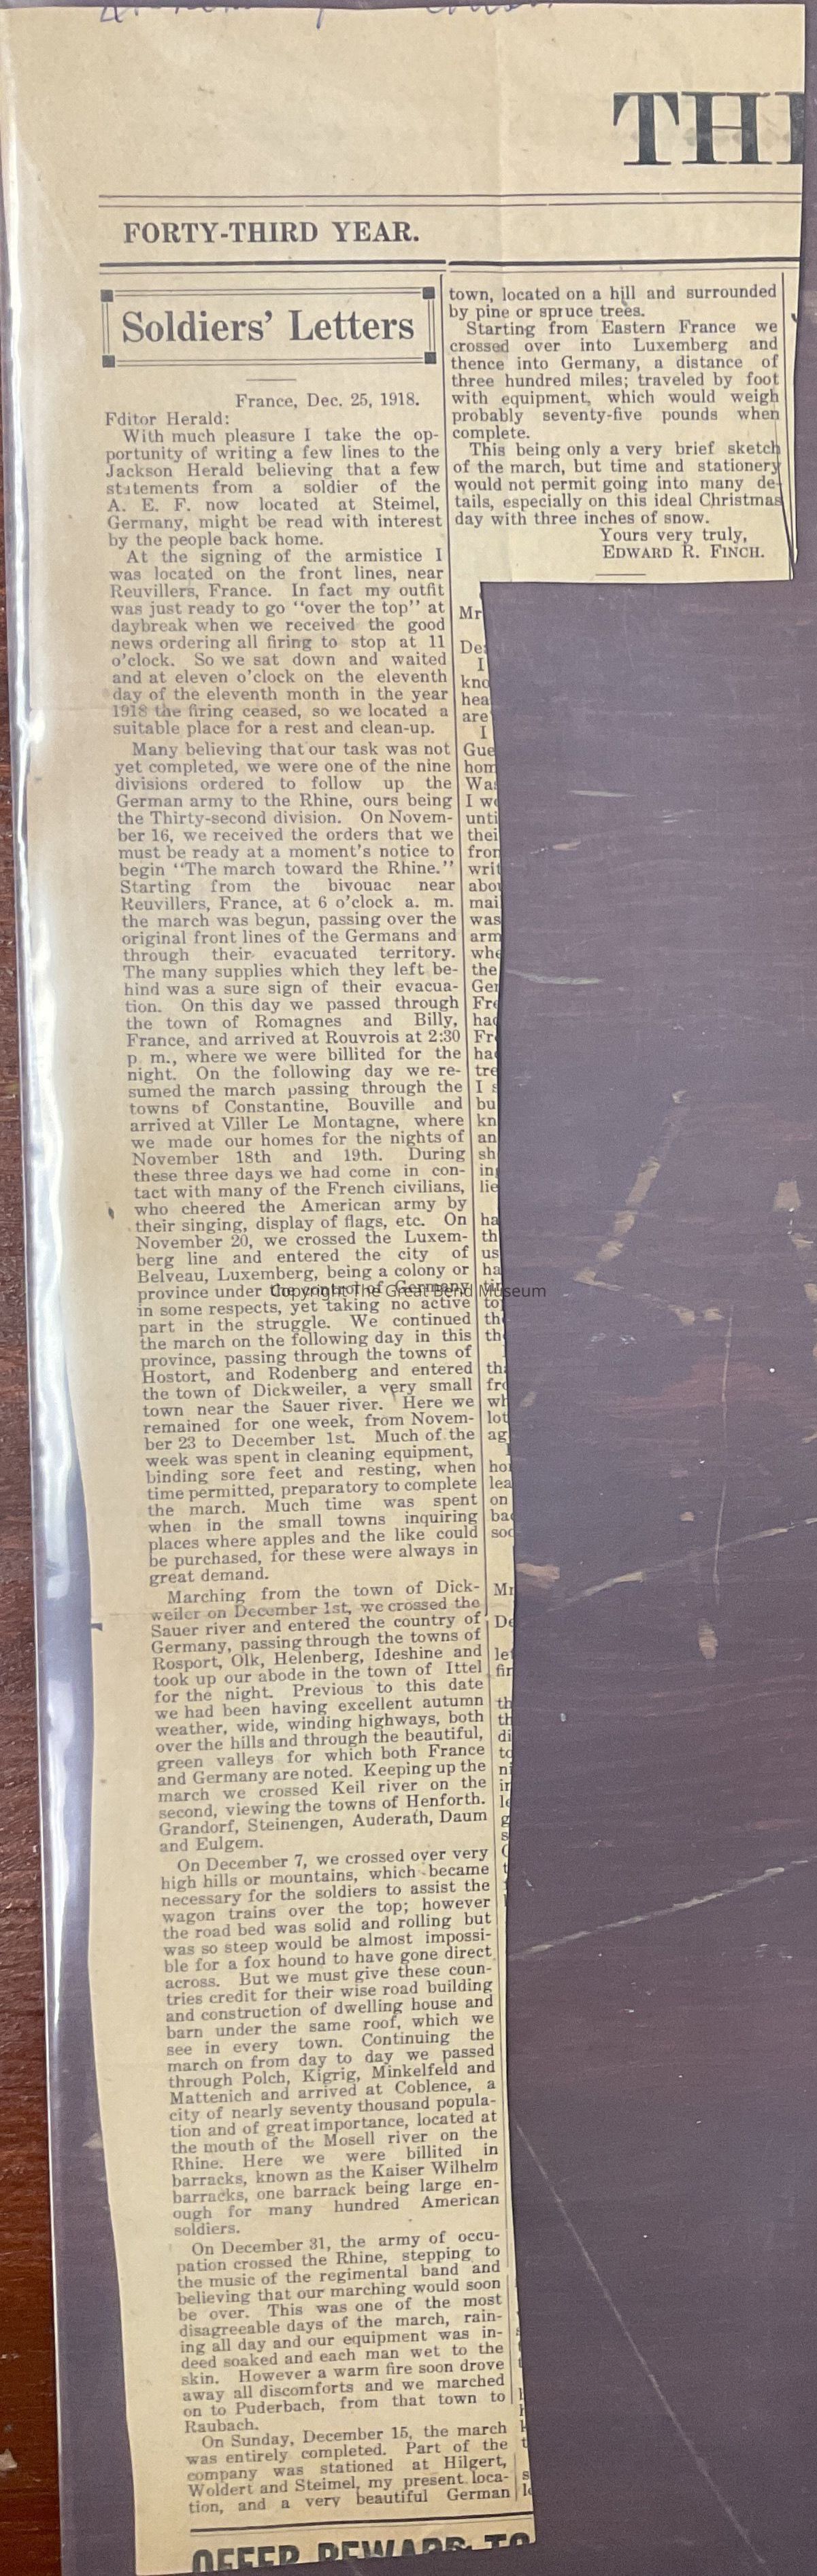 THE
FORTY-THIRD YEAR.
Soldiers' Letters
France, Dec. 25, 1918.
Fditor Herald:
With much pleasure I take the op-
portunity of writing a few lines to the
Jackson Herald believing that a few
statements from a soldier of the
A. E. F. now located at Steimel,
Germany, might be read with interest
by the people back home.
At the signing of the armistice I
was located on the front lines, near
Reuvillers, France. In fact my outfit
was just ready to go "over the top" at
daybreak when we received the good
news ordering all firing to stop at 11
o'clock. So we sat down and waited
and at eleven o'clock on the eleventh
day of the eleventh month in the year
1918 the firing ceased, so we located a
suitable place for a rest and clean-up.
Many believing that our task was not
yet completed, we were one of the nine
divisions ordered to follow up the
German army to the Rhine, ours being
the Thirty-second division. On Novem-
ber 16, we received the orders that we
must be ready at a moment's notice to
begin "The march toward the Rhine."
Starting from the bivouac near
Reuvillers, France, at 6 o'clock a. m.
the march was begun, passing over the
original front lines of the Germans and
through their evacuated territory.
The many supplies which they left be-
hind was a sure sign of their evacua-
tion. On this day we passed through
the town of Romagnes and Billy,
France, and arrived at Rouvrois at 2:30
p. m., where we were billited for the
night. On the following day we re-
sumed the march passing through the
towns of Constantine, Bouville and
arrived at Viller Le Montagne, where
we made our homes for the nights of
November 18th and 19th. During
these three days we had come in con-
tact with many of the French civilians,
who cheered the American army by
their singing, display of flags, etc. On
November 20, we crossed the Luxem-
berg line and entered the city of
Belveau, Luxemberg, being a colony or
province under the control of Germany
in some respects, yet taking no active
part in the struggle. We continued
the march on the following day in this
province, passing through the towns of
Hostort, and Rodenberg and entered
the town of Dickweiler, a very small
town near the Sauer river. Here we
remained for one week, from Novem-
ber 23 to December 1st. Much of the
week was spent in cleaning equipment,
binding sore feet and resting, when
time permitted, preparatory to complete
the march. Much time was spent
when in the small towns inquiring
places where apples and the like could
be purchased, for these were always in
great demand.
Marching from the town of Dick-
weiler on December 1st, we crossed the
Sauer river and entered the country of
Germany, passing through the towns of
Rosport, Olk, Helenberg, Ideshine and
took up our abode in the town of Ittel
for the night. Previous to this date
we had been having excellent autumn
weather, wide, winding highways, both
over the hills and through the beautiful,
green valleys for which both France
and Germany are noted. Keeping up the
march we crossed Keil river on the
second, viewing the towns of Henforth.
Grandorf, Steinengen, Auderath, Daum
and Eulgem.
On December 7, we crossed over very
high hills or mountains, which became
necessary for the soldiers to assist the
wagon trains over the top; however
the road bed was solid and rolling but
was so steep would be almost impossi-
ble for a fox hound to have gone direct
across. But we must give these coun-
tries credit for their wise road building
and construction of dwelling house and
barn under the same roof, which we
see in every town. Continuing the
march on from day to day we passed
through Polch, Kigrig, Minkelfeld and
Mattenich and arrived at Coblence, a
city of nearly seventy thousand popula-
tion and of great importance, located at
the mouth of the Mosell river on the
Rhine. Here we were billited in
barracks, known as the Kaiser Wilhelm
barracks, one barrack being large en-
ough for many hundred American
soldiers.
On December 31, the army of occu-
pation crossed the Rhine, stepping to
the music of the regimental band and
believing that our marching would soon
be over. This was one of the most
disagreeable days of the march, rain-
ing all day and our equipment was in-
deed soaked and each man wet to the
skin. However a warm fire soon drove
away all discomforts and we marched
on to Puderbach, from that town to
Raubach.
On Sunday, December 15, the march
was entirely completed. Part of the
company was stationed at Hilgert,
Woldert and Steimel, my present loca-
tion, and a very beautiful German
town, located on a hill and surrounded
by pine or spruce trees.
Starting from Eastern France we
crossed over into Luxemberg and
thence into Germany, a distance of
three hundred miles; traveled by foot
with equipment, which would weigh
probably seventy-five pounds when
complete.
This being only a very brief sketch
of the march, but time and stationery
would not permit going into many de-
tails, especially on this ideal Christmas
day with three inches of snow.
Yours very truly,
EDWARD R. FINCH.
OFFER REWARD TO
Copyright The Great Bend Museum